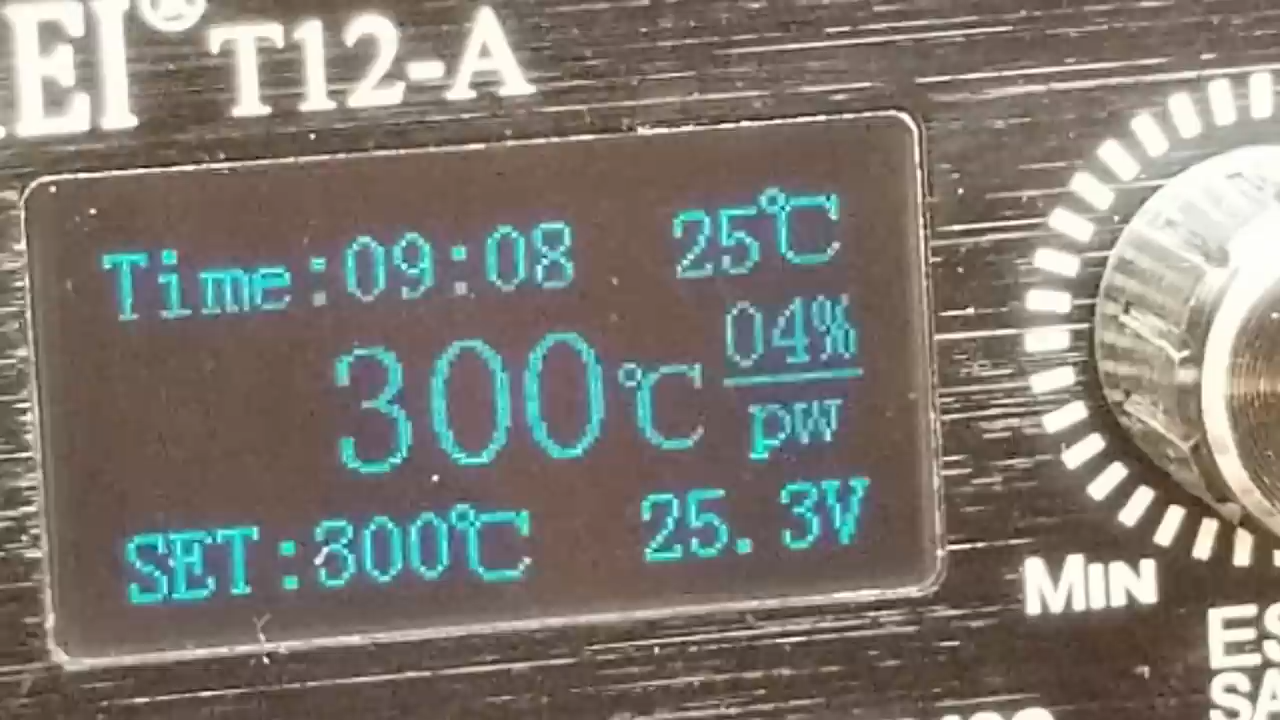 EI® T12-A
Time:09:08 25℃
300℃ 04%
pw
SET:300℃ 25.3V
MIN
ES
SA